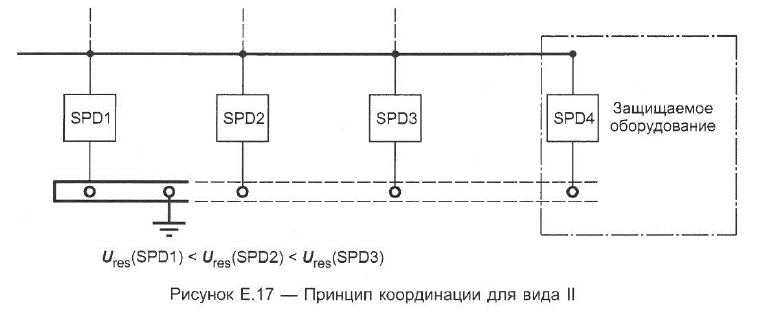 SPD1
SPD2
SPD3
SPD4
Защищаемое
оборудование
Ures(SPD1) < Ures(SPD2) < Ures(SPD3)
Рисунок Е.17 — Принцип координации для вида II